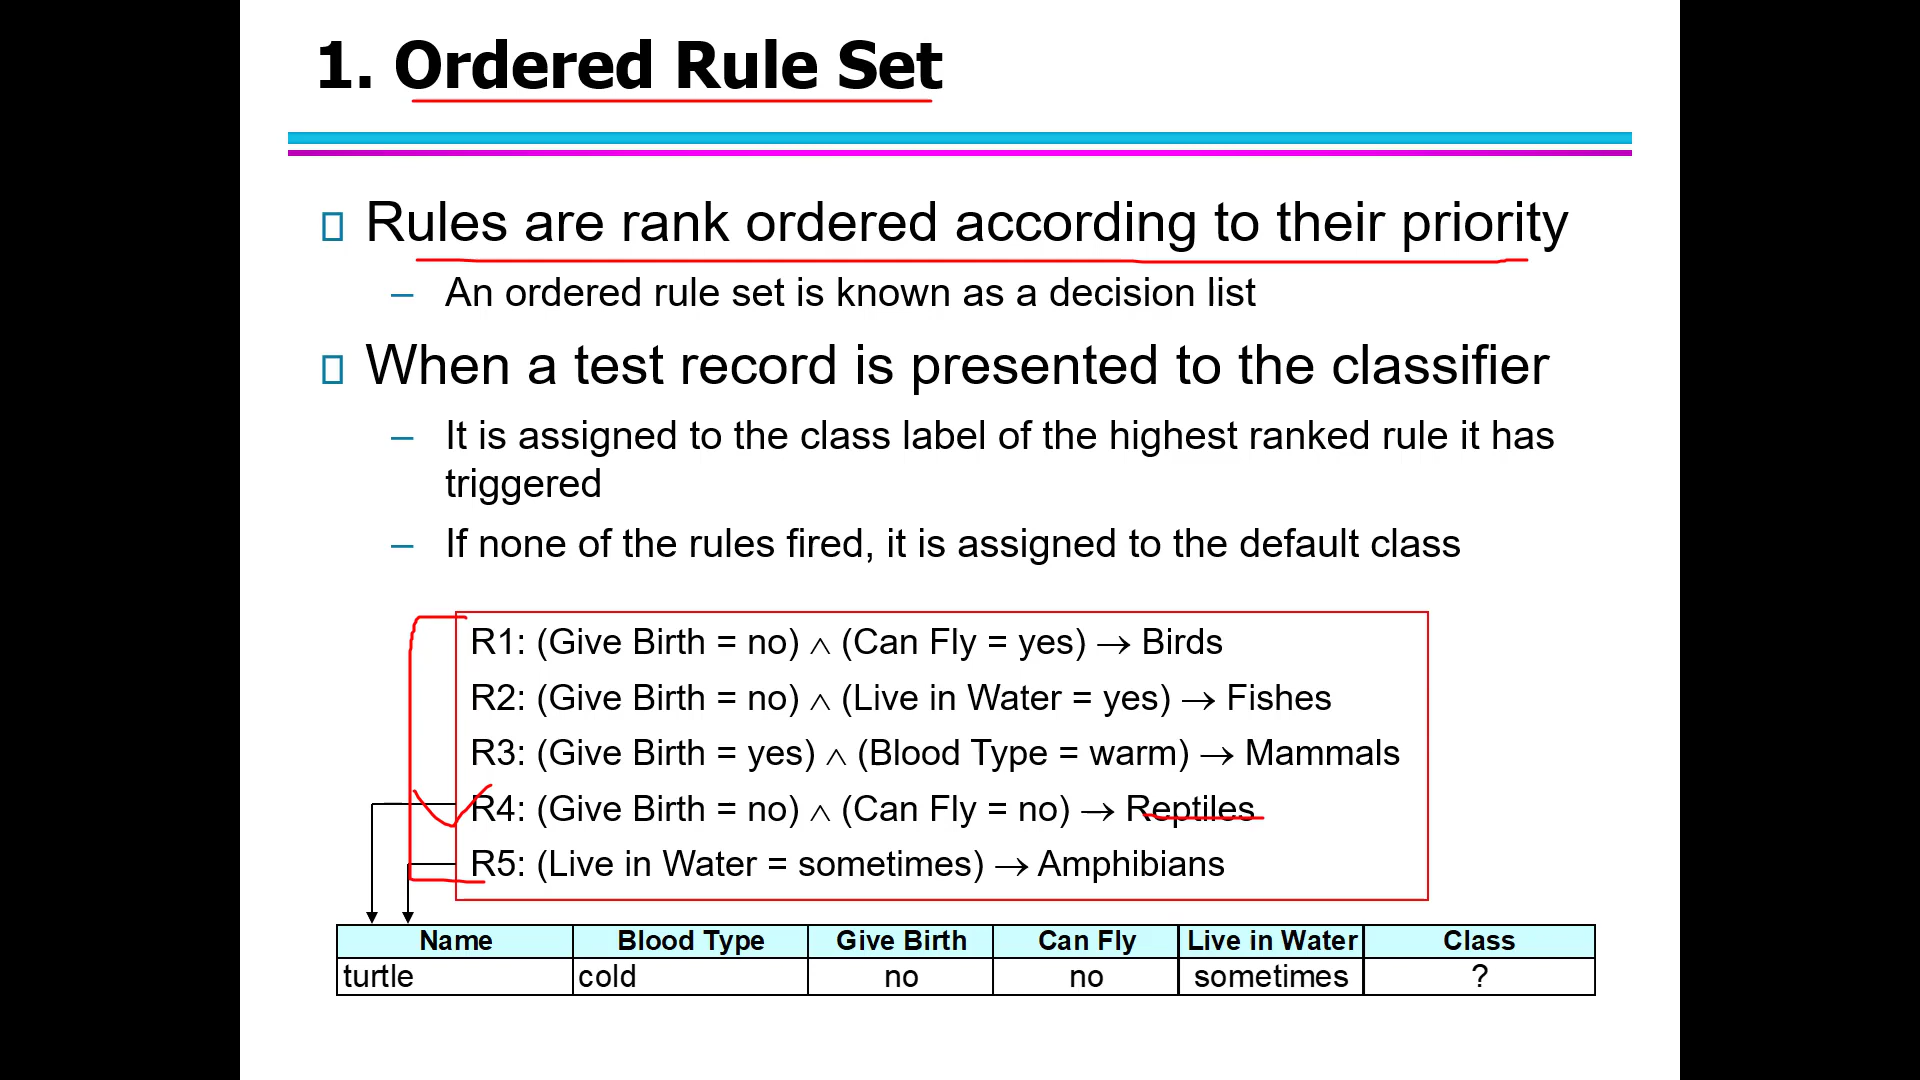 1. Ordered Rule Set
Rules are rank ordered according to their priority
– An ordered rule set is known as a decision list
When a test record is presented to the classifier
– It is assigned to the class label of the highest ranked rule it has
triggered
– If none of the rules fired, it is assigned to the default class
R1: (Give Birth = no) ∧ (Can Fly = yes) → Birds
R2: (Give Birth = no) ∧ (Live in Water = yes) → Fishes
R3: (Give Birth = yes) ∧ (Blood Type = warm) → Mammals
R4: (Give Birth = no) ∧ (Can Fly = no) → Reptiles
R5: (Live in Water = sometimes) → Amphibians
Name Blood Type Give Birth Can Fly Live in Water Class
turtle cold no no sometimes ?